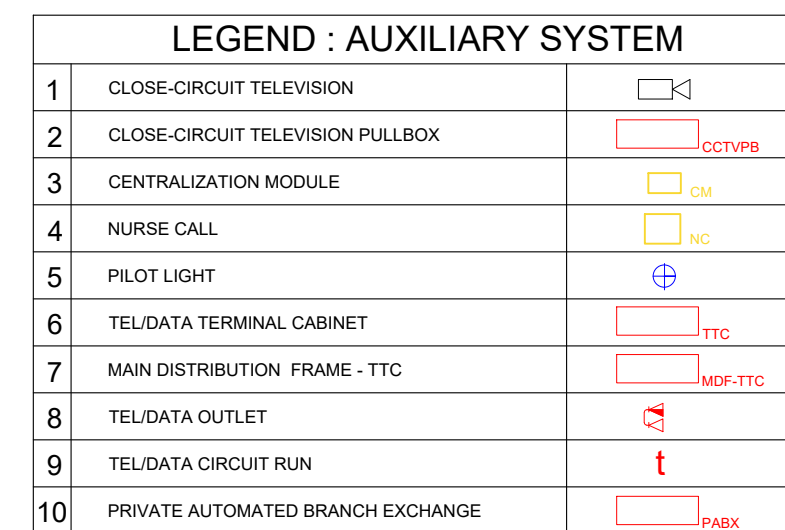 LEGEND : AUXILIARY SYSTEM
1 CLOSE-CIRCUIT TELEVISION
2 CLOSE-CIRCUIT TELEVISION PULLBOX CCTVPB
3 CENTRALIZATION MODULE CM
4 NURSE CALL NC
5 PILOT LIGHT
6 TEL/DATA TERMINAL CABINET TTC
7 MAIN DISTRIBUTION FRAME - TTC MDF-TTC
8 TEL/DATA OUTLET
9 TEL/DATA CIRCUIT RUN t
10 PRIVATE AUTOMATED BRANCH EXCHANGE PABX